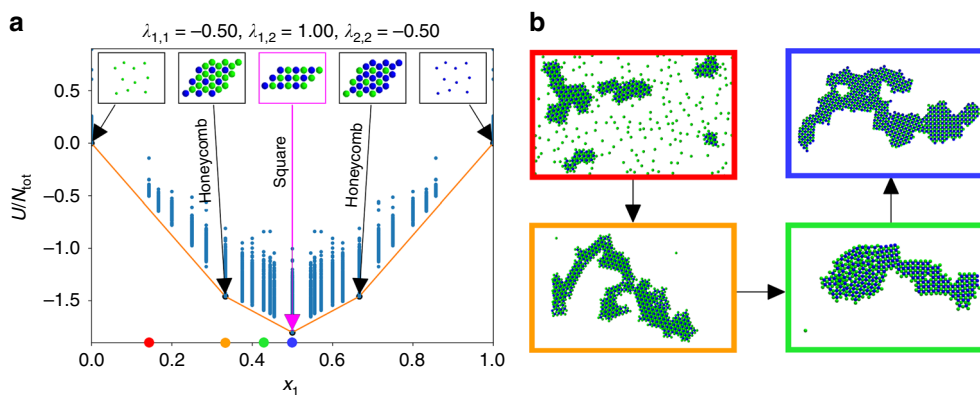 a
λ1,1 = −0.50, λ1,2 = 1.00, λ2,2 = −0.50
0.5
0.0
−0.5
−1.0
−1.5
U/Ntot
Honeycomb
Square
Honeycomb
0.0 0.2 0.4 0.6 0.8 1.0
x1
b